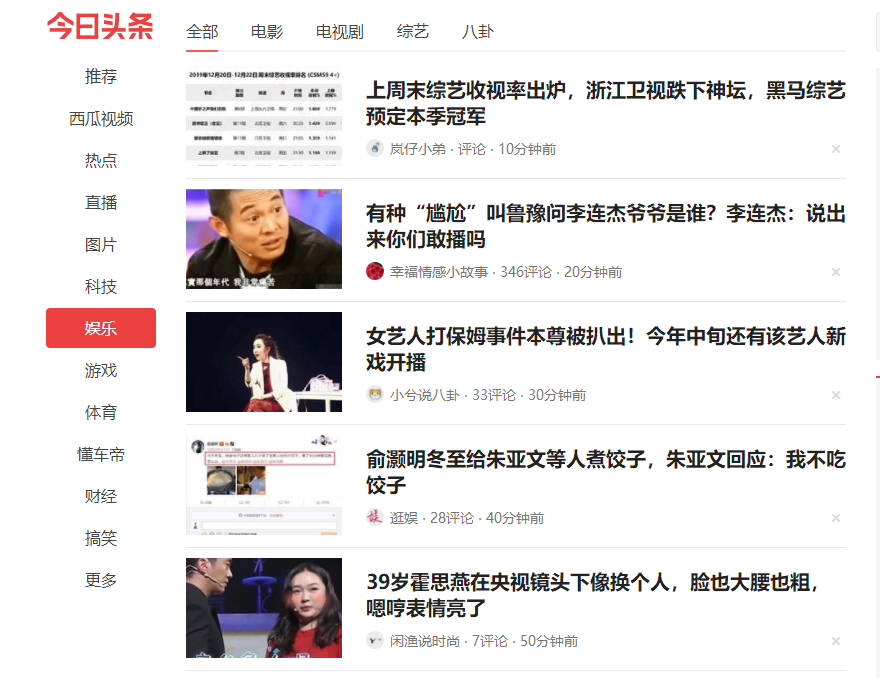 今日头条
推荐
西瓜视频
热点
直播
图片
科技
娱乐
游戏
体育
懂车帝
财经
搞笑
更多
全部 电影 电视剧 综艺 八卦
2019年12月20日-12月22日周末综艺收视率排名 (CSM59 4+)
上周末综艺收视率出炉，浙江卫视跌下神坛，黑马综艺
预定本季冠军
岚仔小弟 · 评论 · 10分钟前
有种“尴尬”叫鲁豫问李连杰爷爷是谁？李连杰：说出
来你们敢播吗
幸福情感小故事 · 346评论 · 20分钟前
寶那個年代 我非常痛苦
女艺人打保姆事件本尊被扒出！今年中旬还有该艺人新
戏开播
小兮说八卦 · 33评论 · 30分钟前
俞灏明冬至给朱亚文等人煮饺子，朱亚文回应：我不吃
饺子
逛娱 · 28评论 · 40分钟前
39岁霍思燕在央视镜头下像换个人，脸也大腰也粗，
嗯哼表情亮了
闲渔说时尚 · 7评论 · 50分钟前